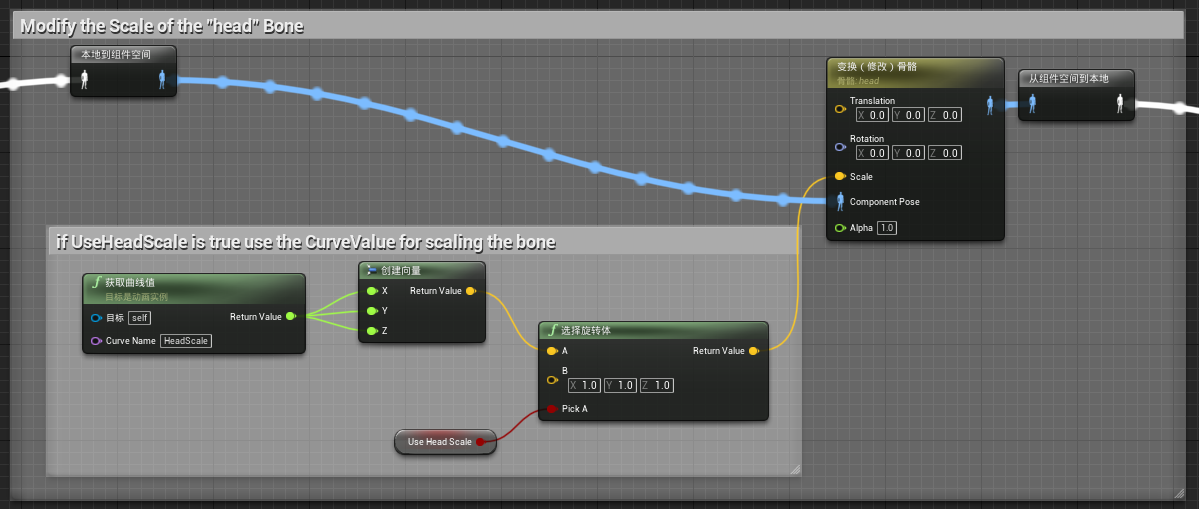 Modify the Scale of the "head" Bone
本地到组件空间
变换（修改）骨骼
骨骼: head
Translation
X 0.0 Y 0.0 Z 0.0
Rotation
X 0.0 Y 0.0 Z 0.0
Scale
Component Pose
Alpha 1.0
从组件空间到本地
if UseHeadScale is true use the CurveValue for scaling the bone
f 获取曲线值
目标是动画实例
目标 self
Return Value
Curve Name HeadScale
创建向量
X Return Value
Y
Z
f 选择旋转体
A Return Value
B
X 1.0 Y 1.0 Z 1.0
Pick A
Use Head Scale